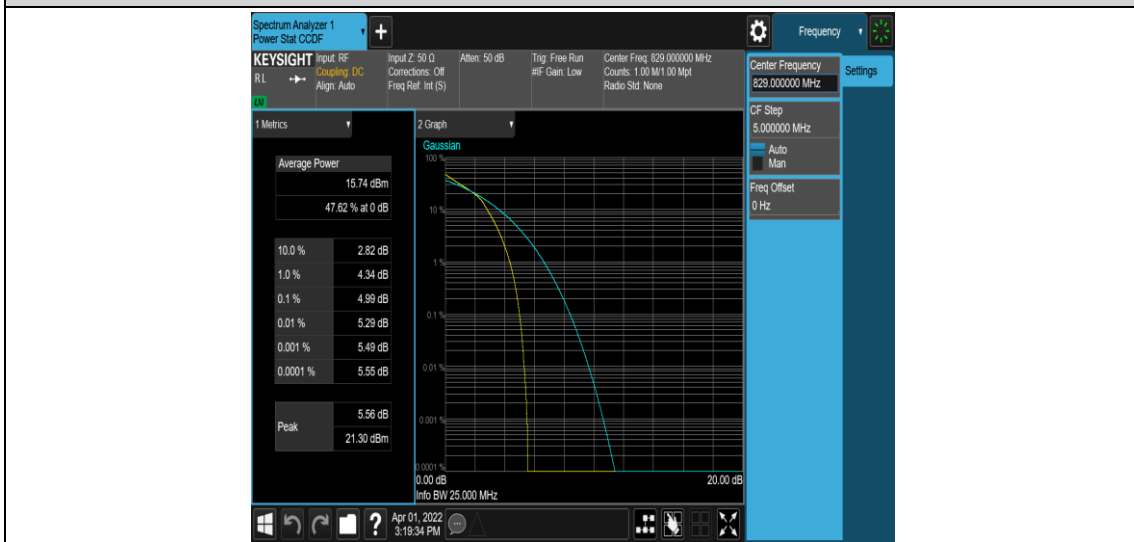 Spectrum Analyzer 1
Power Stat CCDF
+
Frequency
KEYSIGHT
RL
LXI
Input: RF
Coupling: DC
Align: Auto
Input Z: 50 Ω
Corrections: Off
Freq Ref: Int (S)
Atten: 50 dB
Trig: Free Run
#IF Gain: Low
Center Freq: 829.000000 MHz
Counts: 1.00 M/1.00 Mpt
Radio Std: None
Center Frequency
829.000000 MHz
Settings
CF Step
5.000000 MHz
Auto
Man
Freq Offset
0 Hz
1 Metrics
Average Power
15.74 dBm
47.62 % at 0 dB
10.0 % 2.82 dB
1.0 % 4.34 dB
0.1 % 4.99 dB
0.01 % 5.29 dB
0.001 % 5.49 dB
0.0001 % 5.55 dB
Peak 5.56 dB
21.30 dBm
2 Graph
Gaussian
100 %
10 %
1 %
0.1 %
0.01 %
0.001 %
0.0001 %
0.00 dB 20.00 dB
Info BW 25.000 MHz
?
Apr 01, 2022
3:19:34 PM